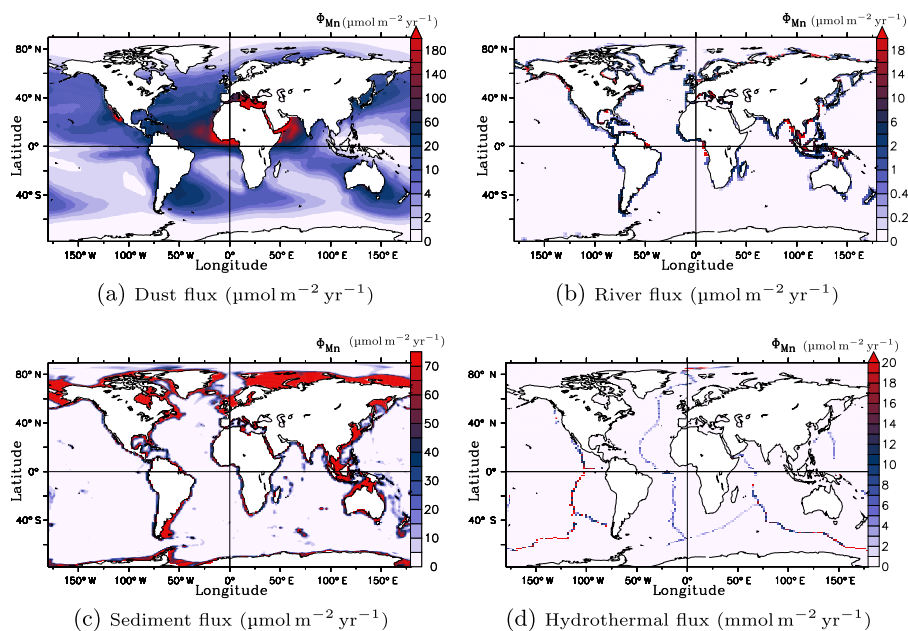 Φ_Mn (µmol m⁻² yr⁻¹)
80° N
40° N
0°
40° S
Latitude
150° W
100° W
50° W
0°
50° E
100° E
150° E
Longitude
180
140
100
60
20
10
4
2
0
(a) Dust flux (µmol m⁻² yr⁻¹)
Φ_Mn (µmol m⁻² yr⁻¹)
80° N
40° N
0°
40° S
Latitude
150° W
100° W
50° W
0°
50° E
100° E
150° E
Longitude
18
14
10
6
2
1
0.4
0.2
0
(b) River flux (µmol m⁻² yr⁻¹)
Φ_Mn (µmol m⁻² yr⁻¹)
80° N
40° N
0°
40° S
Latitude
150° W
100° W
50° W
0°
50° E
100° E
150° E
Longitude
70
60
50
40
30
20
10
0
(c) Sediment flux (µmol m⁻² yr⁻¹)
Φ_Mn (µmol m⁻² yr⁻¹)
80° N
40° N
0°
40° S
Latitude
150° W
100° W
50° W
0°
50° E
100° E
150° E
Longitude
20
18
16
14
12
10
8
6
4
2
0
(d) Hydrothermal flux (mmol m⁻² yr⁻¹)